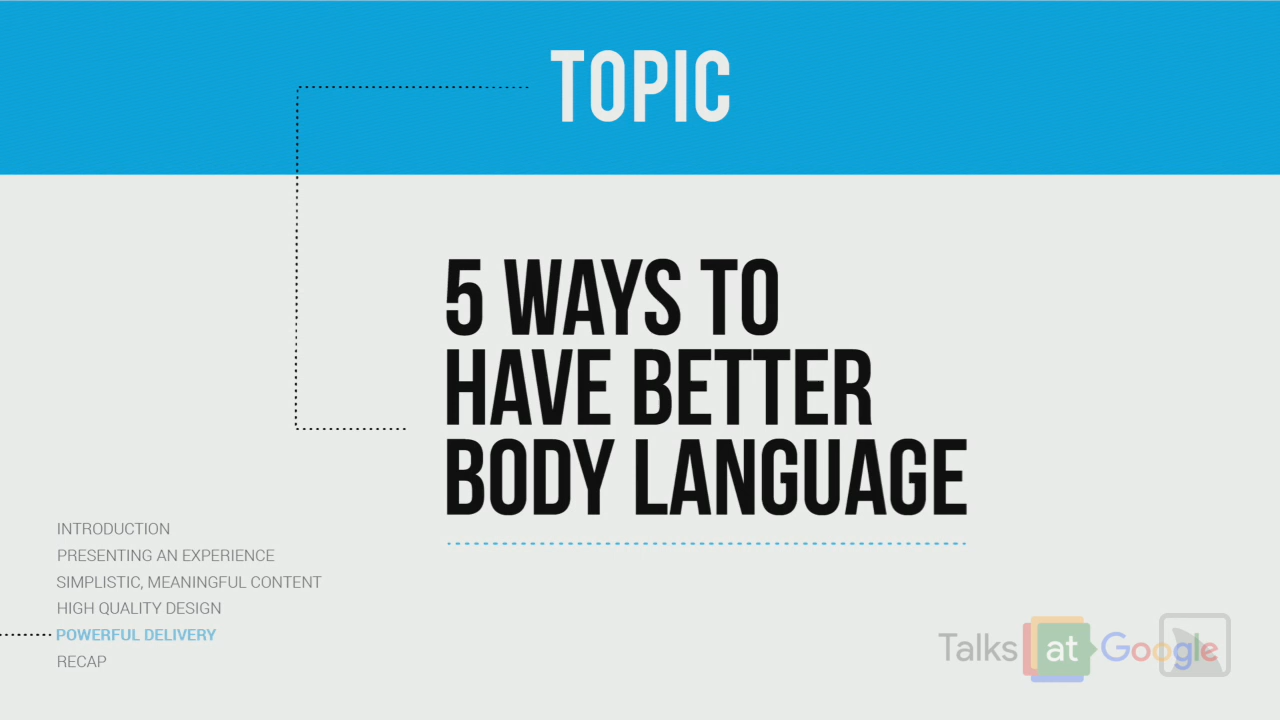 TOPIC
5 WAYS TO
HAVE BETTER
BODY LANGUAGE
INTRODUCTION
PRESENTING AN EXPERIENCE
SIMPLISTIC, MEANINGFUL CONTENT
HIGH QUALITY DESIGN
POWERFUL DELIVERY
RECAP
Talks at Google